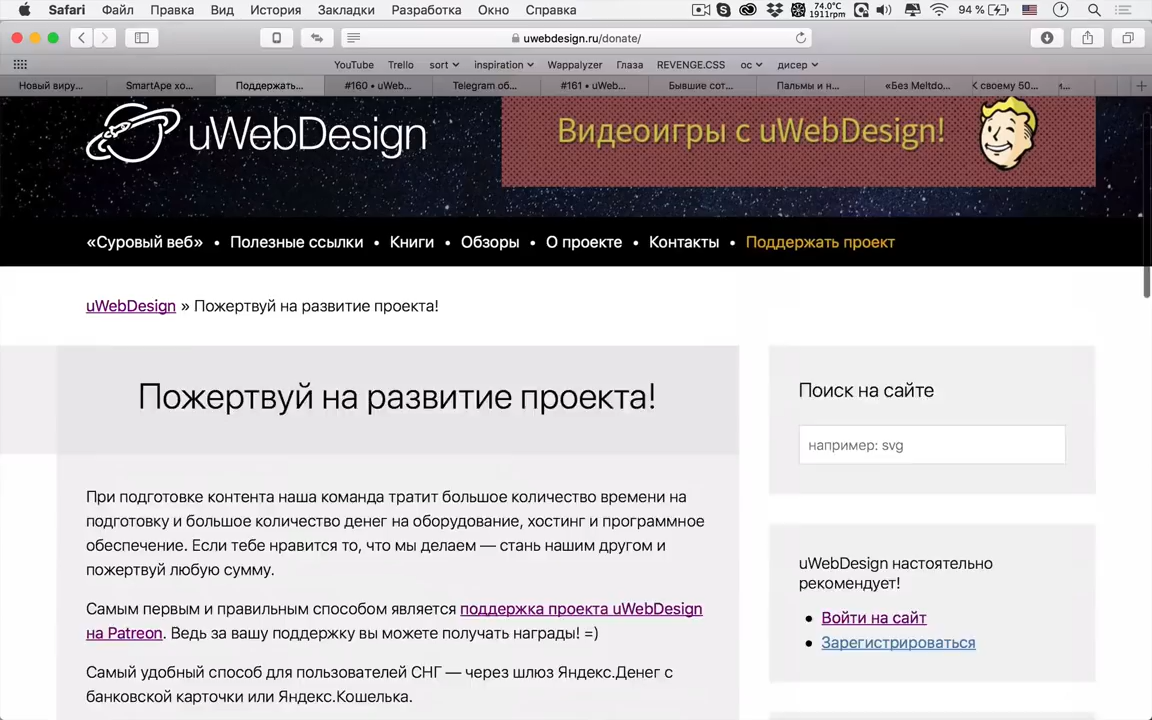 Safari Файл Правка Вид История Закладки Разработка Окно Справка 74.0°C 1911rpm 94 %
uwebdesign.ru/donate/
YouTube Trello sort inspiration Wappalyzer Глаза REVENGE.CSS ос дисер
Новый виру... SmartApe хо... Поддержать... #160 • uWeb... Telegram об... #161 • uWeb... Бывшие сот... Пальмы и н... «Без Meltdo... К своему 50... и...
uWebDesign
Видеоигры с uWebDesign!
«Суровый веб» • Полезные ссылки • Книги • Обзоры • О проекте • Контакты • Поддержать проект
uWebDesign » Пожертвуй на развитие проекта!
Пожертвуй на развитие проекта!
При подготовке контента наша команда тратит большое количество времени на
подготовку и большое количество денег на оборудование, хостинг и программное
обеспечение. Если тебе нравится то, что мы делаем — стань нашим другом и
пожертвуй любую сумму.
Самым первым и правильным способом является поддержка проекта uWebDesign
на Patreon. Ведь за вашу поддержку вы можете получать награды! =)
Самый удобный способ для пользователей СНГ — через шлюз Яндекс.Денег с
банковской карточки или Яндекс.Кошелька.
Поиск на сайте
например: svg
uWebDesign настоятельно
рекомендует!
• Войти на сайт
• Зарегистрироваться